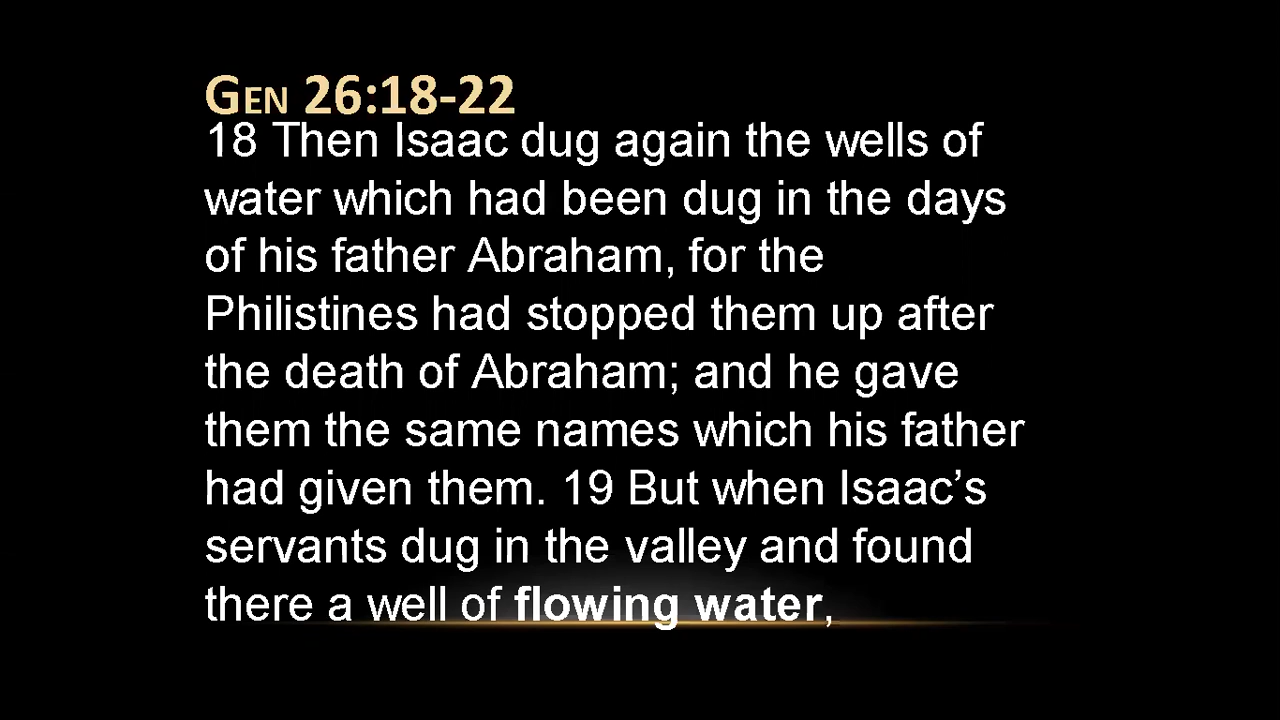 GEN 26:18-22
18 Then Isaac dug again the wells of
water which had been dug in the days
of his father Abraham, for the
Philistines had stopped them up after
the death of Abraham; and he gave
them the same names which his father
had given them. 19 But when Isaac’s
servants dug in the valley and found
there a well of flowing water,